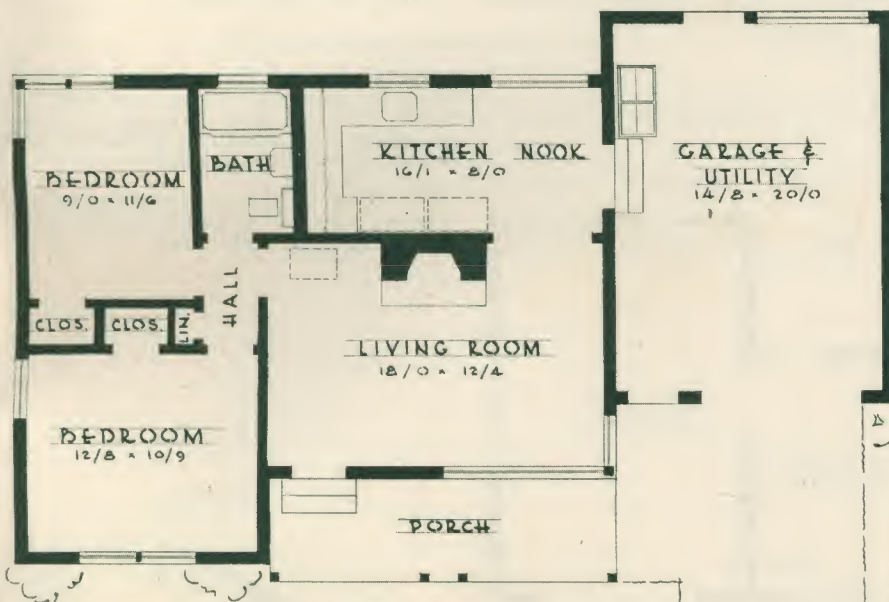 BEDROOM
9/0 × 11/6
BATH
KITCHEN NOOK
16/1 × 8/0
GARAGE &
UTILITY
14/8 × 20/0
HALL
CLOS.
CLOS.
LIN.
LIVING ROOM
18/0 × 12/4
BEDROOM
12/8 × 10/9
PORCH